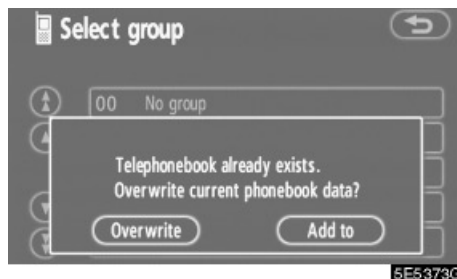 Select group
00 No group
Telephonebook already exists.
Overwrite current phonebook data?
Overwrite Add to
5E5373G